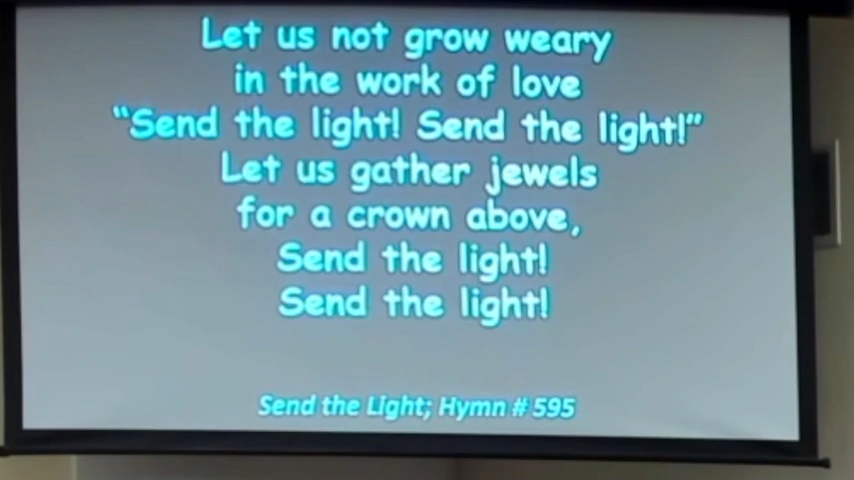 Let us not grow weary
in the work of love
“Send the light! Send the light!”
Let us gather jewels
for a crown above,
Send the light!
Send the light!
Send the Light; Hymn # 595